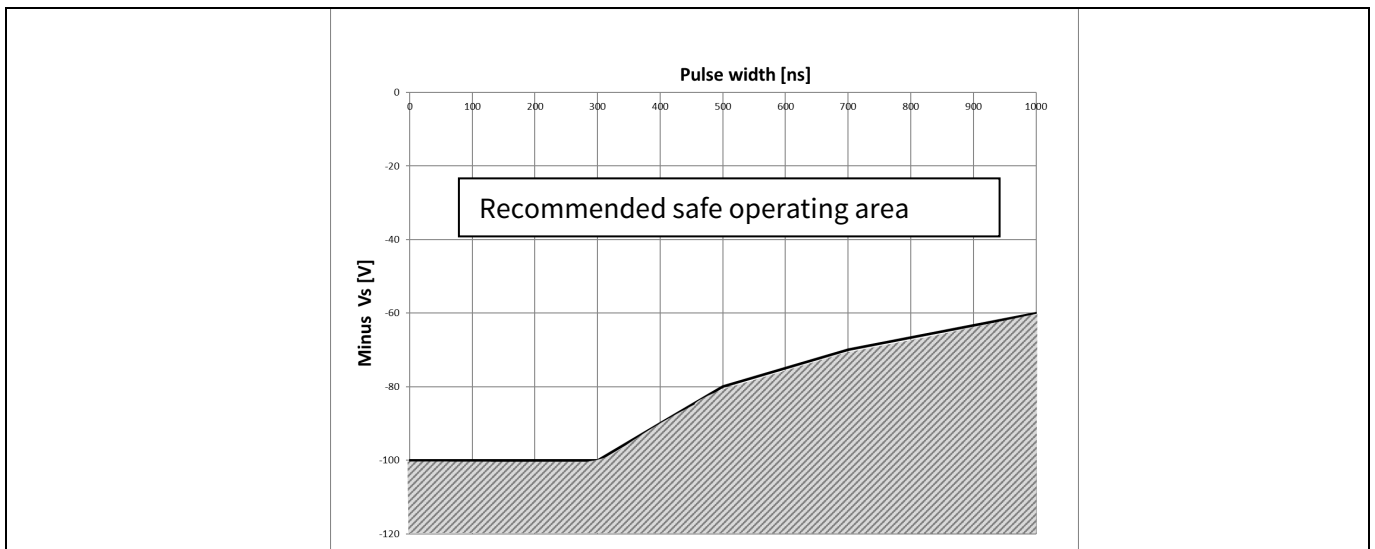 Pulse width [ns]
0
0 100 200 300 400 500 600 700 800 900 1000
-20
Recommended safe operating area
-40
Minus Vs [V]
-60
-80
-100
-120